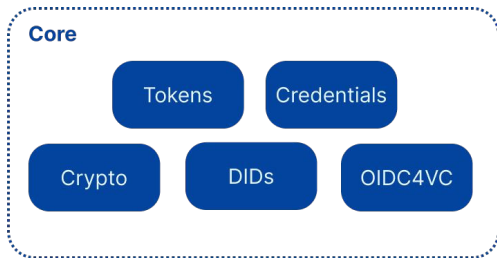 Core
Tokens
Credentials
Crypto
DIDs
OIDC4VC